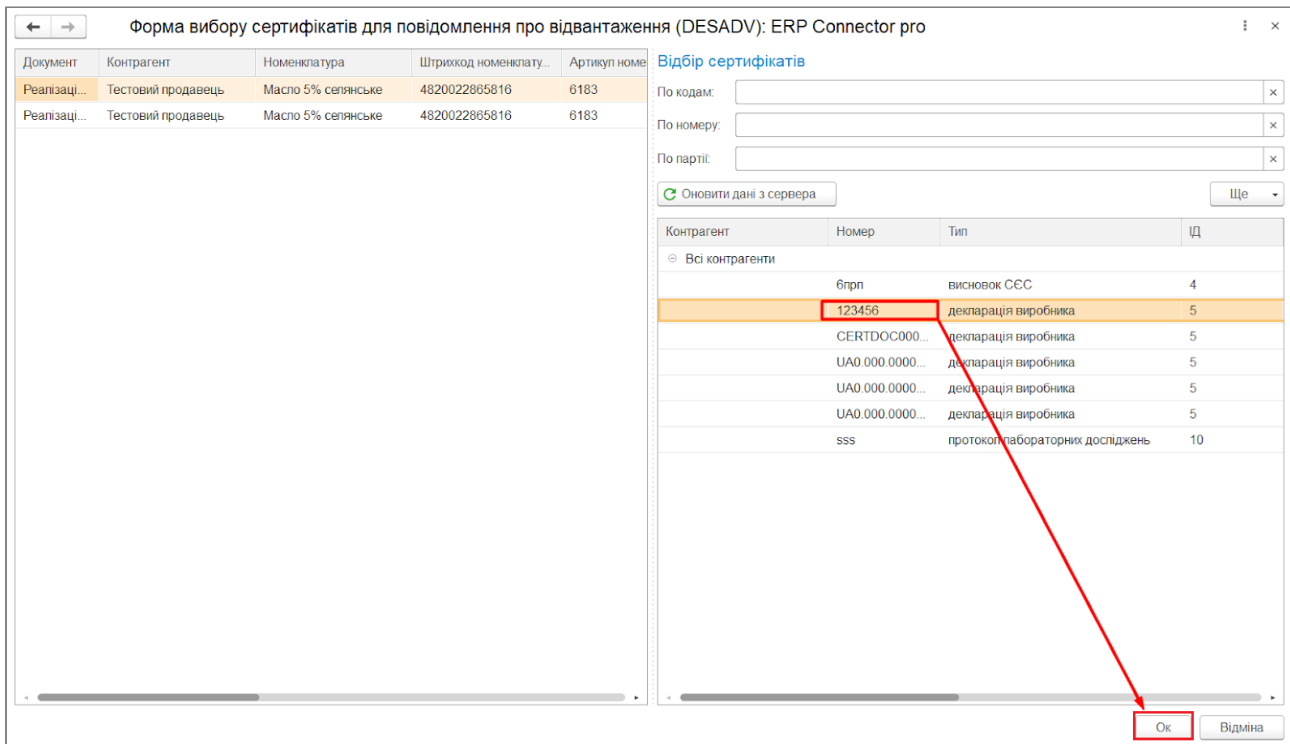 Форма вибору сертифікатів для повідомлення про відвантаження (DESADV): ERP Connector pro
Документ Контрагент Номенклатура Штрихкод номенклату... Артикул номе
Реалізаці... Тестовий продавець Масло 5% селянське 4820022865816 6183
Реалізаці... Тестовий продавець Масло 5% селянське 4820022865816 6183
Відбір сертифікатів
По кодам:
По номеру:
По партії:
Оновити дані з сервера Ще
Контрагент Номер Тип ІД
Всі контрагенти
6прп висновок СЄС 4
123456 декларація виробника 5
CERTDOC000... декларація виробника 5
UA0.000.0000... декларація виробника 5
UA0.000.0000... декларація виробника 5
UA0.000.0000... декларація виробника 5
sss протокол лабораторних досліджень 10
Ок Відміна